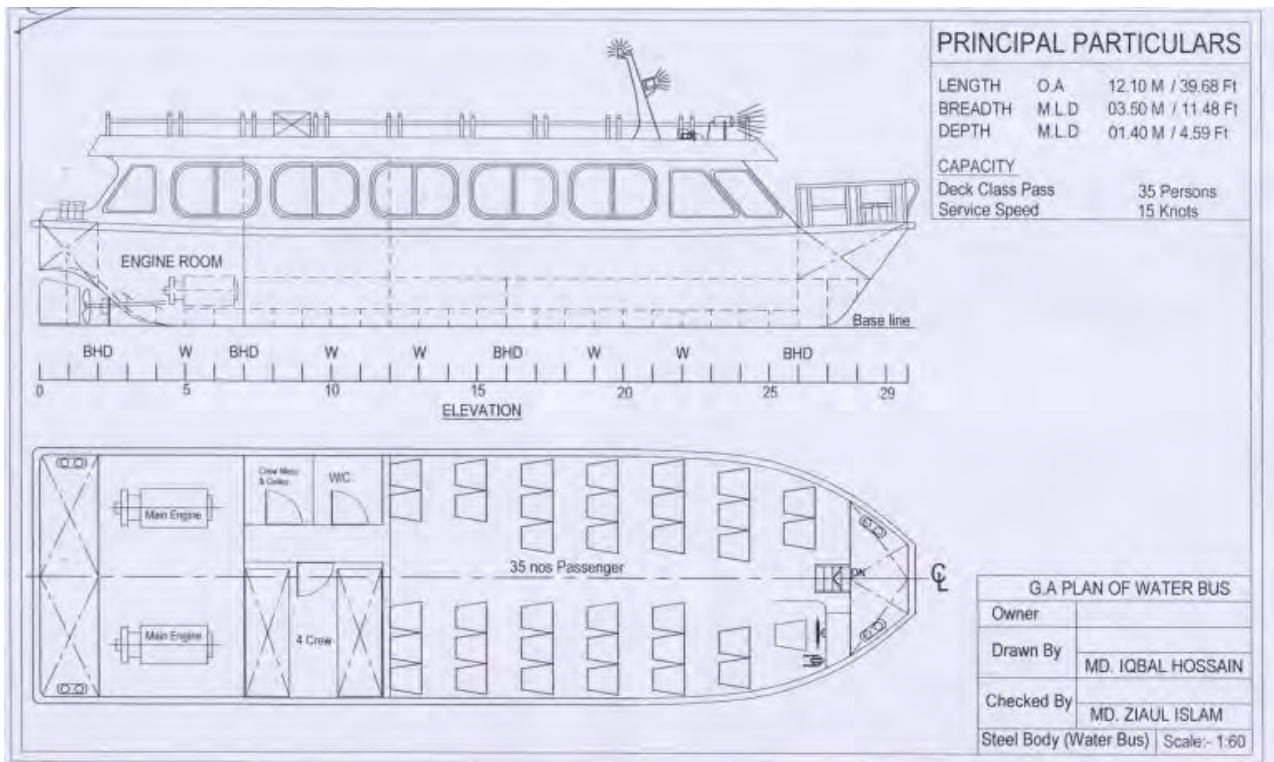 PRINCIPAL PARTICULARS
LENGTH O.A 12.10 M / 39.68 Ft
BREADTH M.L.D 03.50 M / 11.48 Ft
DEPTH M.L.D 01.40 M / 4.59 Ft
CAPACITY
Deck Class Pass 35 Persons
Service Speed 15 Knots
ENGINE ROOM
Base line
BHD W BHD W W BHD W W BHD
0 5 10 15 20 25 29
ELEVATION
Crew Mess
& Galley
W/C
Main Engine
35 nos Passenger
DN
CL
Main Engine
4 Crew
G.A PLAN OF WATER BUS
Owner
Drawn By
MD. IQBAL HOSSAIN
Checked By
MD. ZIAUL ISLAM
Steel Body (Water Bus) Scale:- 1:60